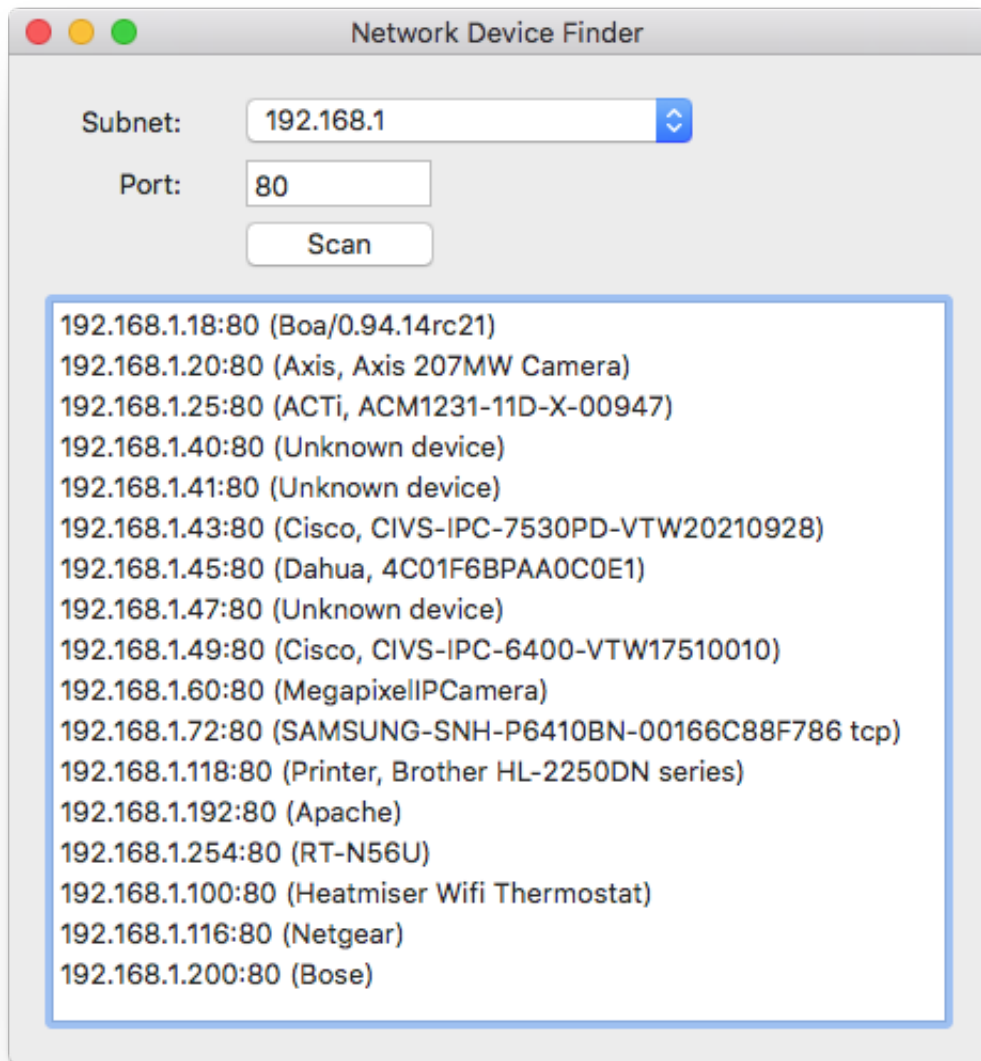 Network Device Finder
Subnet: 192.168.1
Port: 80
Scan
192.168.1.18:80 (Boa/0.94.14rc21)
192.168.1.20:80 (Axis, Axis 207MW Camera)
192.168.1.25:80 (ACTi, ACM1231-11D-X-00947)
192.168.1.40:80 (Unknown device)
192.168.1.41:80 (Unknown device)
192.168.1.43:80 (Cisco, CIVS-IPC-7530PD-VTW20210928)
192.168.1.45:80 (Dahua, 4C01F6BPAA0C0E1)
192.168.1.47:80 (Unknown device)
192.168.1.49:80 (Cisco, CIVS-IPC-6400-VTW17510010)
192.168.1.60:80 (MegapixelIPCamera)
192.168.1.72:80 (SAMSUNG-SNH-P6410BN-00166C88F786 tcp)
192.168.1.118:80 (Printer, Brother HL-2250DN series)
192.168.1.192:80 (Apache)
192.168.1.254:80 (RT-N56U)
192.168.1.100:80 (Heatmiser Wifi Thermostat)
192.168.1.116:80 (Netgear)
192.168.1.200:80 (Bose)